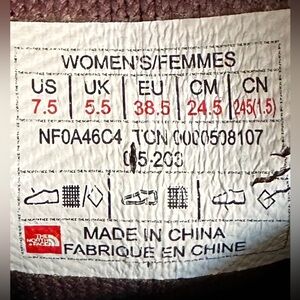 WOMEN'S/FEMMES
US UK EU CM CN
7.5 5.5 38.5 24.5 245(1.5)
NF0A46C4 TCN 0000508107
05-203
THE NORTH FACE
MADE IN CHINA
FABRIQUE EN CHINE